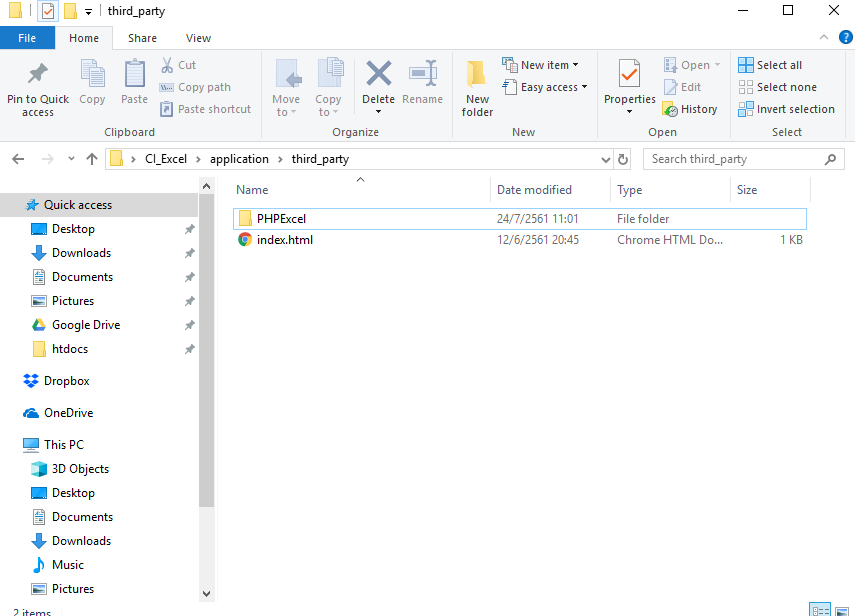 third_party
File Home Share View
Pin to Quick access
Copy
Paste
Cut
Copy path
Paste shortcut
Clipboard
Move to
Copy to
Delete
Rename
Organize
New folder
New item
Easy access
New
Properties
Open
Edit
History
Open
Select all
Select none
Invert selection
Select
CI_Excel › application › third_party
Search third_party
Name Date modified Type Size
PHPExcel 24/7/2561 11:01 File folder
index.html 12/6/2561 20:45 Chrome HTML Do... 1 KB
Quick access
Desktop
Downloads
Documents
Pictures
Google Drive
htdocs
Dropbox
OneDrive
This PC
3D Objects
Desktop
Documents
Downloads
Music
Pictures
2 items